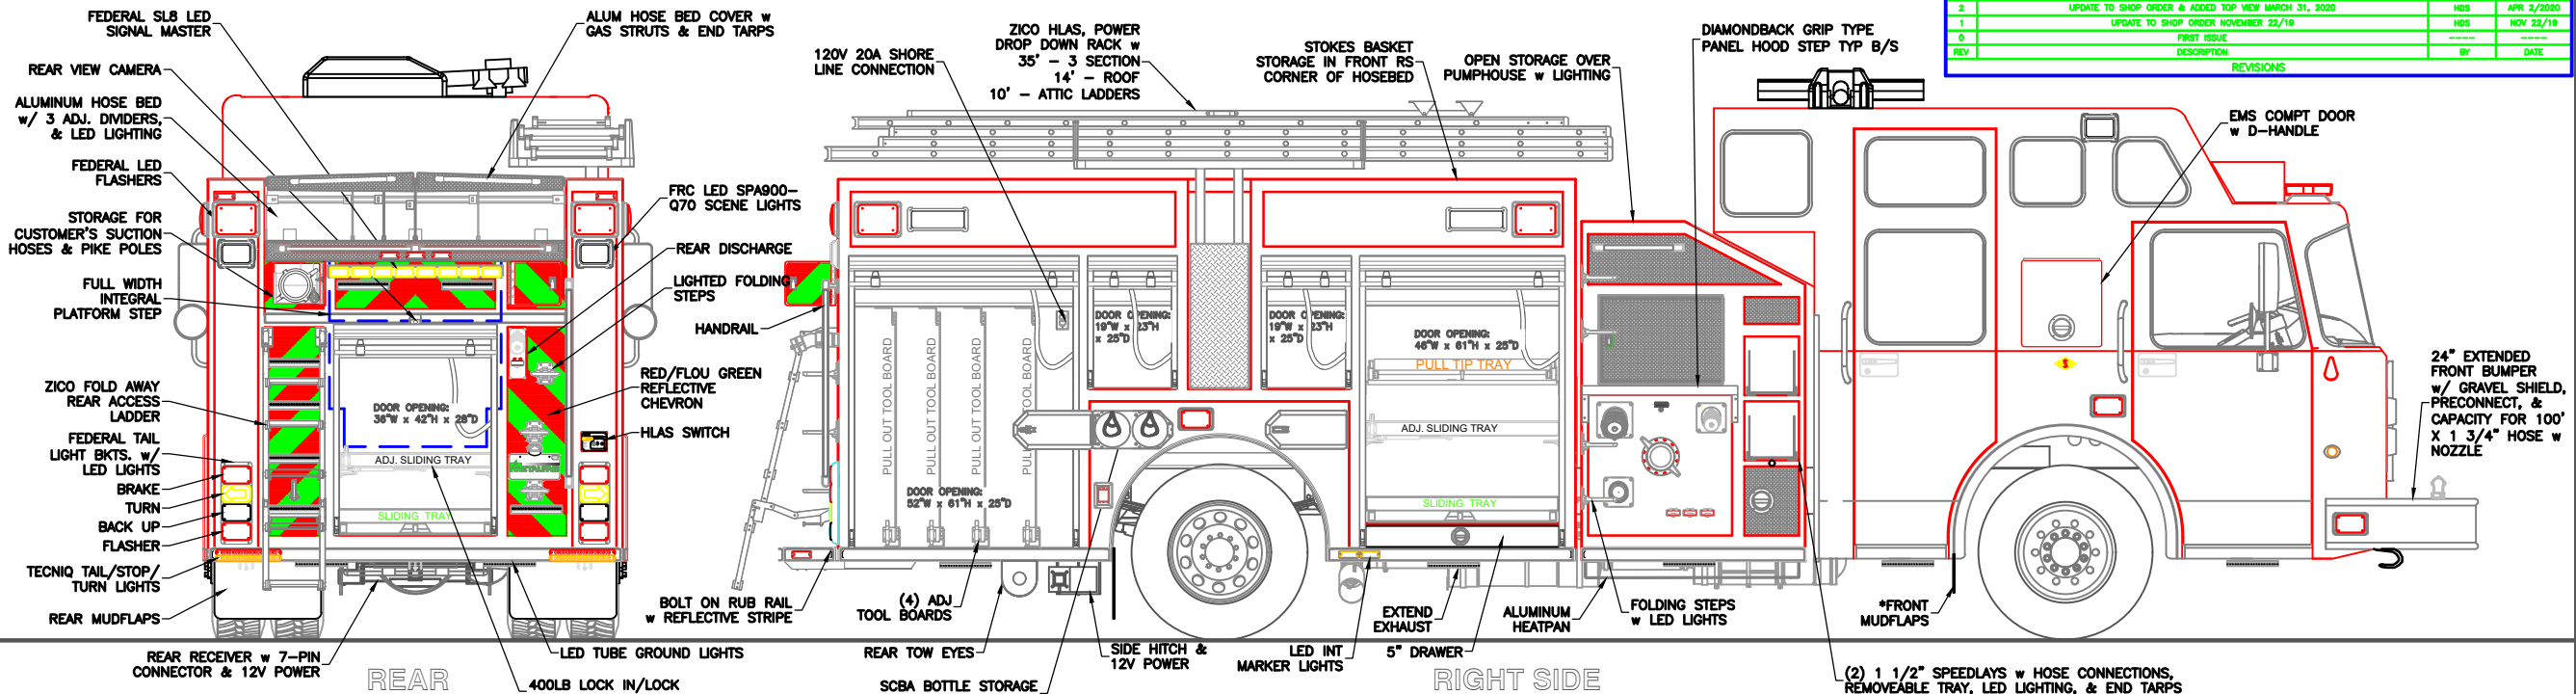 FEDERAL SL8 LED
SIGNAL MASTER
REAR VIEW CAMERA
ALUMINUM HOSE BED
w/ 3 ADJ. DIVIDERS,
& LED LIGHTING
FEDERAL LED
FLASHERS
STORAGE FOR
CUSTOMER'S SUCTION
HOSES & PIKE POLES
FULL WIDTH
INTEGRAL
PLATFORM STEP
ZICO FOLD AWAY
REAR ACCESS
LADDER
FEDERAL TAIL
LIGHT BKTS. w/
LED LIGHTS
BRAKE
TURN
BACK UP
FLASHER
TECNIQ TAIL/STOP/
TURN LIGHTS
REAR MUDFLAPS
REAR RECEIVER w 7-PIN
CONNECTOR & 12V POWER
REAR
ALUM HOSE BED COVER w
GAS STRUTS & END TARPS
FRC LED SPA900-
Q70 SCENE LIGHTS
REAR DISCHARGE
LIGHTED FOLDING
STEPS
HANDRAIL
RED/FLOU GREEN
REFLECTIVE
CHEVRON
HLAS SWITCH
DOOR OPENING:
36"W x 42"H x 28"D
ADJ. SLIDING TRAY
SLIDING TRAY
BOLT ON RUB RAIL
w REFLECTIVE STRIPE
LED TUBE GROUND LIGHTS
400LB LOCK IN/LOCK
120V 20A SHORE
LINE CONNECTION
ZICO HLAS, POWER
DROP DOWN RACK w
35' - 3 SECTION
14' - ROOF
10' - ATTIC LADDERS
STOKES BASKET
STORAGE IN FRONT RS
CORNER OF HOSEBED
OPEN STORAGE OVER
PUMPHOUSE w LIGHTING
DIAMONDBACK GRIP TYPE
PANEL HOOD STEP TYP B/S
2 UPDATE TO SHOP ORDER & ADDED TOP VIEW MARCH 31, 2020 HDS APR 2/2020
1 UPDATE TO SHOP ORDER NOVEMBER 22/19 HDS NOV 22/19
0 FIRST ISSUE ---- ----
REV DESCRIPTION BY DATE
REVISIONS
EMS COMPT DOOR
w D-HANDLE
24" EXTENDED
FRONT BUMPER
w/ GRAVEL SHIELD,
PRECONNECT, &
CAPACITY FOR 100'
X 1 3/4" HOSE w
NOZZLE
PULL OUT TOOL BOARD
PULL OUT TOOL BOARD
PULL OUT TOOL BOARD
PULL OUT TOOL BOARD
DOOR OPENING:
52"W x 61"H x 25"D
DOOR OPENING:
19"W x 23"H
x 25"D
DOOR OPENING:
19"W x 23"H
x 25"D
DOOR OPENING:
46"W x 61"H x 25"D
PULL TIP TRAY
ADJ. SLIDING TRAY
SLIDING TRAY
(4) ADJ
TOOL BOARDS
REAR TOW EYES
SCBA BOTTLE STORAGE
SIDE HITCH &
12V POWER
LED INT
MARKER LIGHTS
EXTEND
EXHAUST
5" DRAWER
ALUMINUM
HEATPAN
FOLDING STEPS
w LED LIGHTS
*FRONT
MUDFLAPS
(2) 1 1/2" SPEEDLAYS w HOSE CONNECTIONS,
REMOVEABLE TRAY, LED LIGHTING, & END TARPS
RIGHT SIDE